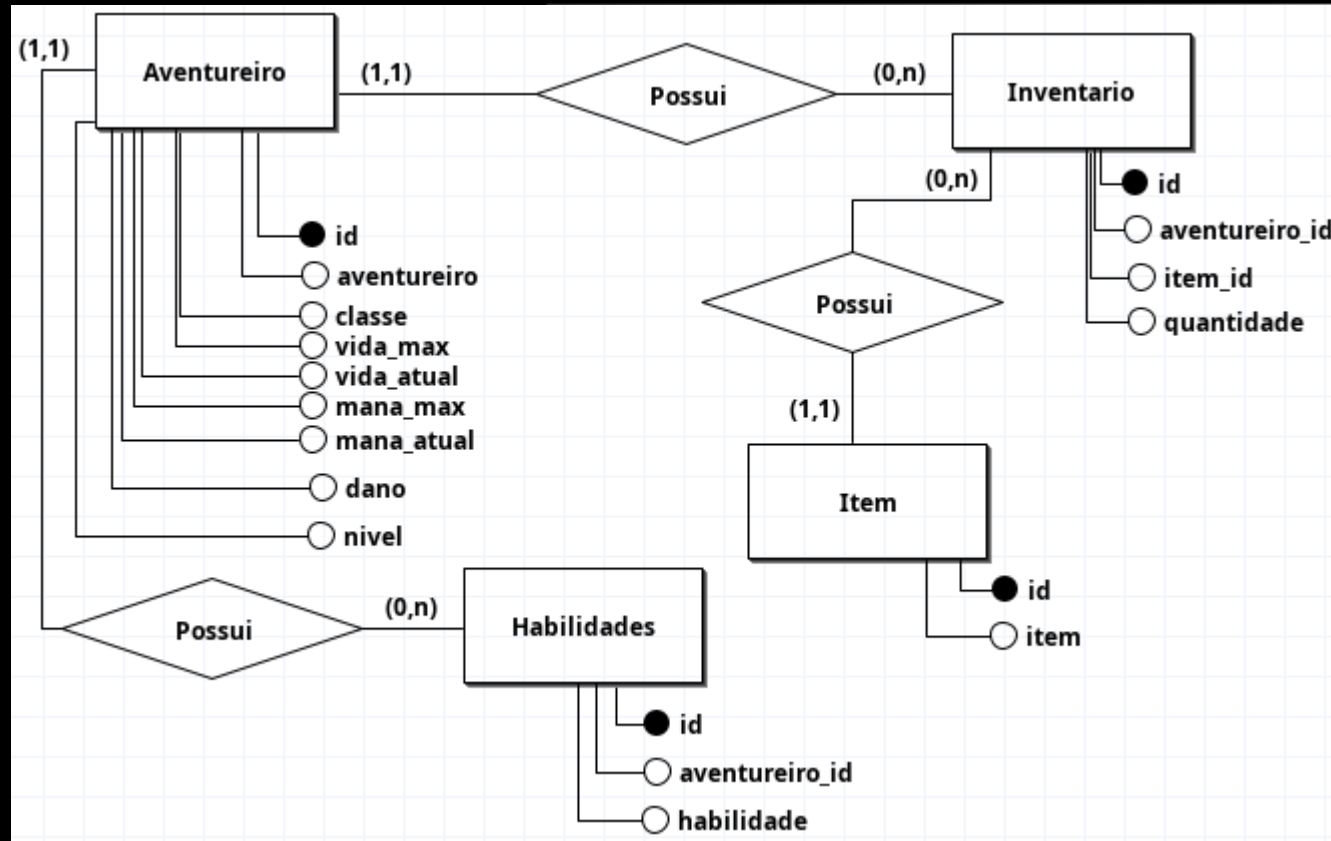 (1,1)
Aventureiro
(1,1)
Possui
(0,n)
Inventario
id
aventureiro_id
item_id
quantidade
(0,n)
Possui
(1,1)
Item
id
item
id
aventureiro
classe
vida_max
vida_atual
mana_max
mana_atual
dano
nivel
Possui
(0,n)
Habilidades
id
aventureiro_id
habilidade